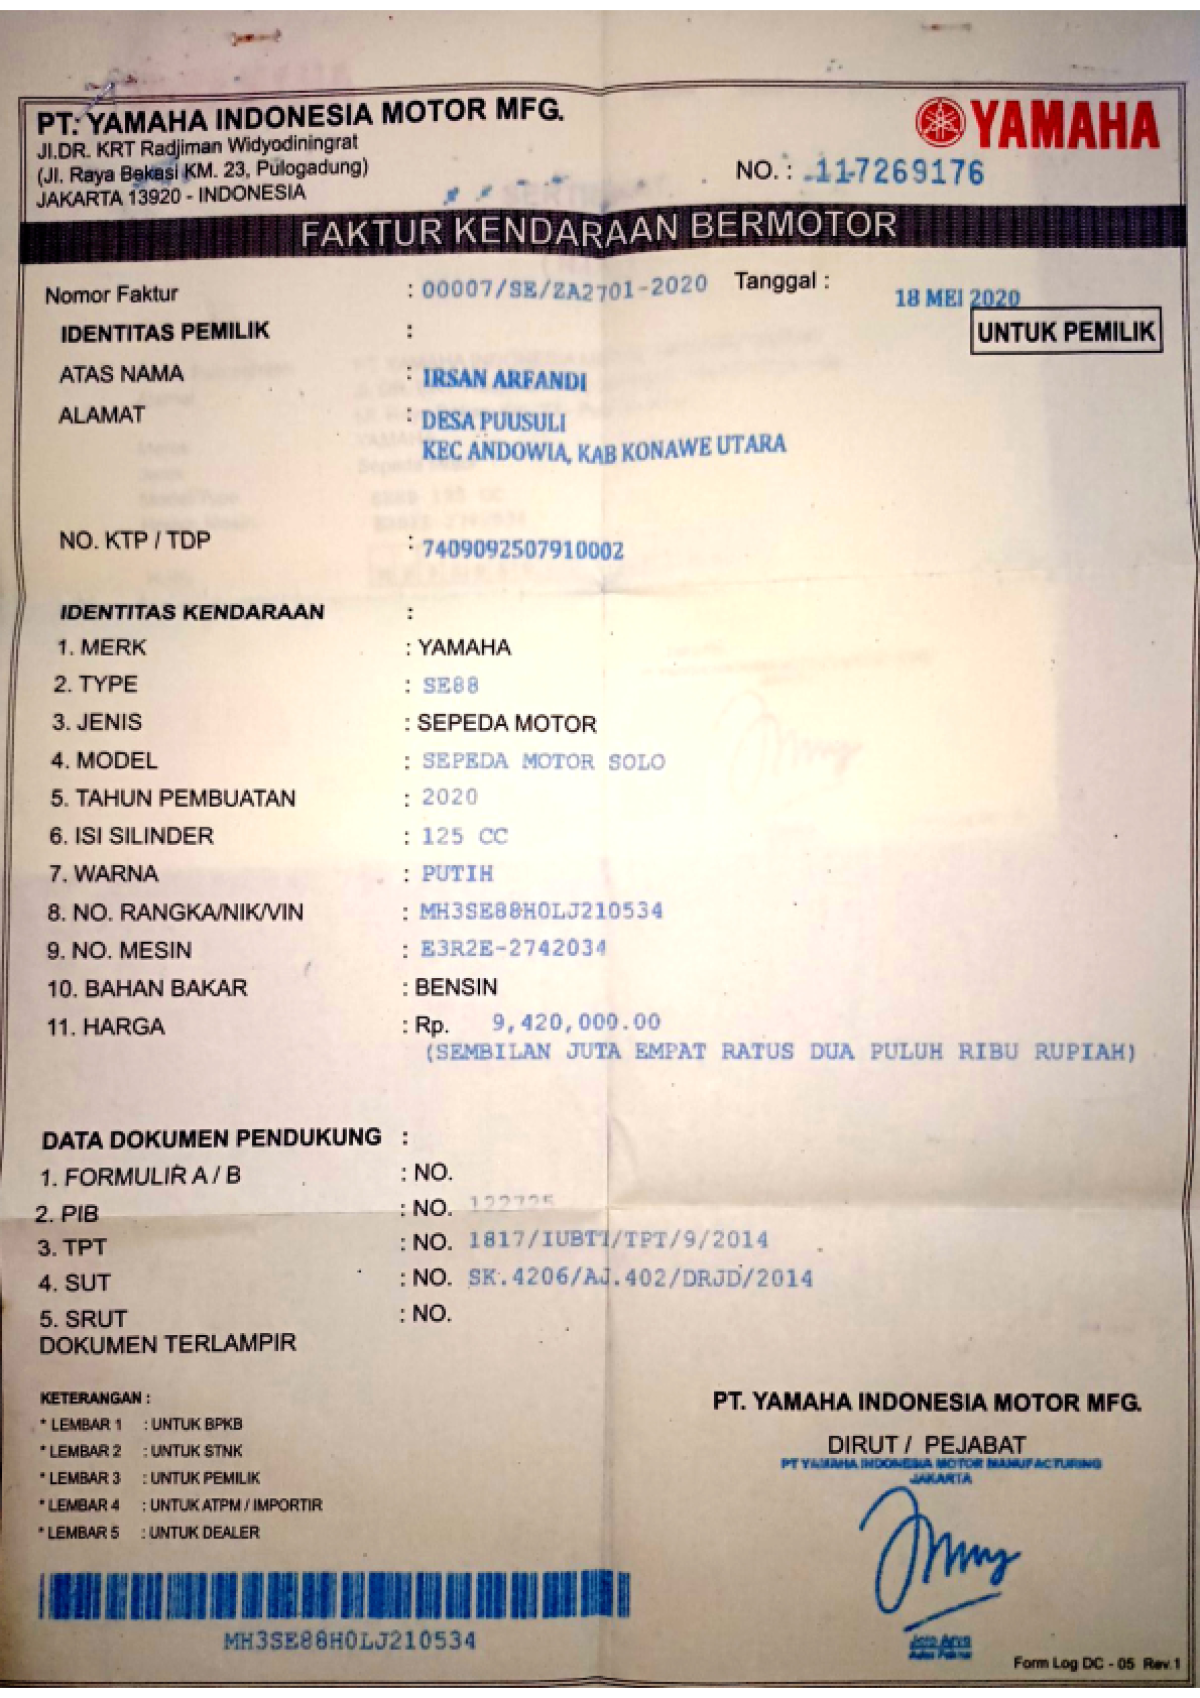 PT. YAMAHA INDONESIA MOTOR MFG.
Jl.DR. KRT Radjiman Widyodiningrat
(Jl. Raya Bekasi KM. 23, Pulogadung)
JAKARTA 13920 - INDONESIA
YAMAHA
NO. : 117269176
FAKTUR KENDARAAN BERMOTOR
Nomor Faktur : 00007/SE/ZA2701-2020 Tanggal : 18 MEI 2020
IDENTITAS PEMILIK :
UNTUK PEMILIK
ATAS NAMA : IRSAN ARFANDI
ALAMAT : DESA PUUSULI
KEC ANDOWIA, KAB KONAWE UTARA
NO. KTP / TDP : 7409092507910002
IDENTITAS KENDARAAN :
1. MERK : YAMAHA
2. TYPE : SE88
3. JENIS : SEPEDA MOTOR
4. MODEL : SEPEDA MOTOR SOLO
5. TAHUN PEMBUATAN : 2020
6. ISI SILINDER : 125 CC
7. WARNA : PUTIH
8. NO. RANGKA/NIK/VIN : MH3SE88H0LJ210534
9. NO. MESIN : E3R2E-2742034
10. BAHAN BAKAR : BENSIN
11. HARGA : Rp. 9,420,000.00
(SEMBILAN JUTA EMPAT RATUS DUA PULUH RIBU RUPIAH)
DATA DOKUMEN PENDUKUNG :
1. FORMULIR A / B : NO.
2. PIB : NO. 122725
3. TPT : NO. 1817/IUBTT/TPT/9/2014
4. SUT : NO. SK.4206/AJ.402/DRJD/2014
5. SRUT : NO.
DOKUMEN TERLAMPIR
KETERANGAN :
* LEMBAR 1 : UNTUK BPKB
* LEMBAR 2 : UNTUK STNK
* LEMBAR 3 : UNTUK PEMILIK
* LEMBAR 4 : UNTUK ATPM / IMPORTIR
* LEMBAR 5 : UNTUK DEALER
MH3SE88H0LJ210534
PT. YAMAHA INDONESIA MOTOR MFG.
DIRUT / PEJABAT
PT YAMAHA INDONESIA MOTOR MANUFACTURING
JAKARTA
Form Log DC - 05 Rev.1